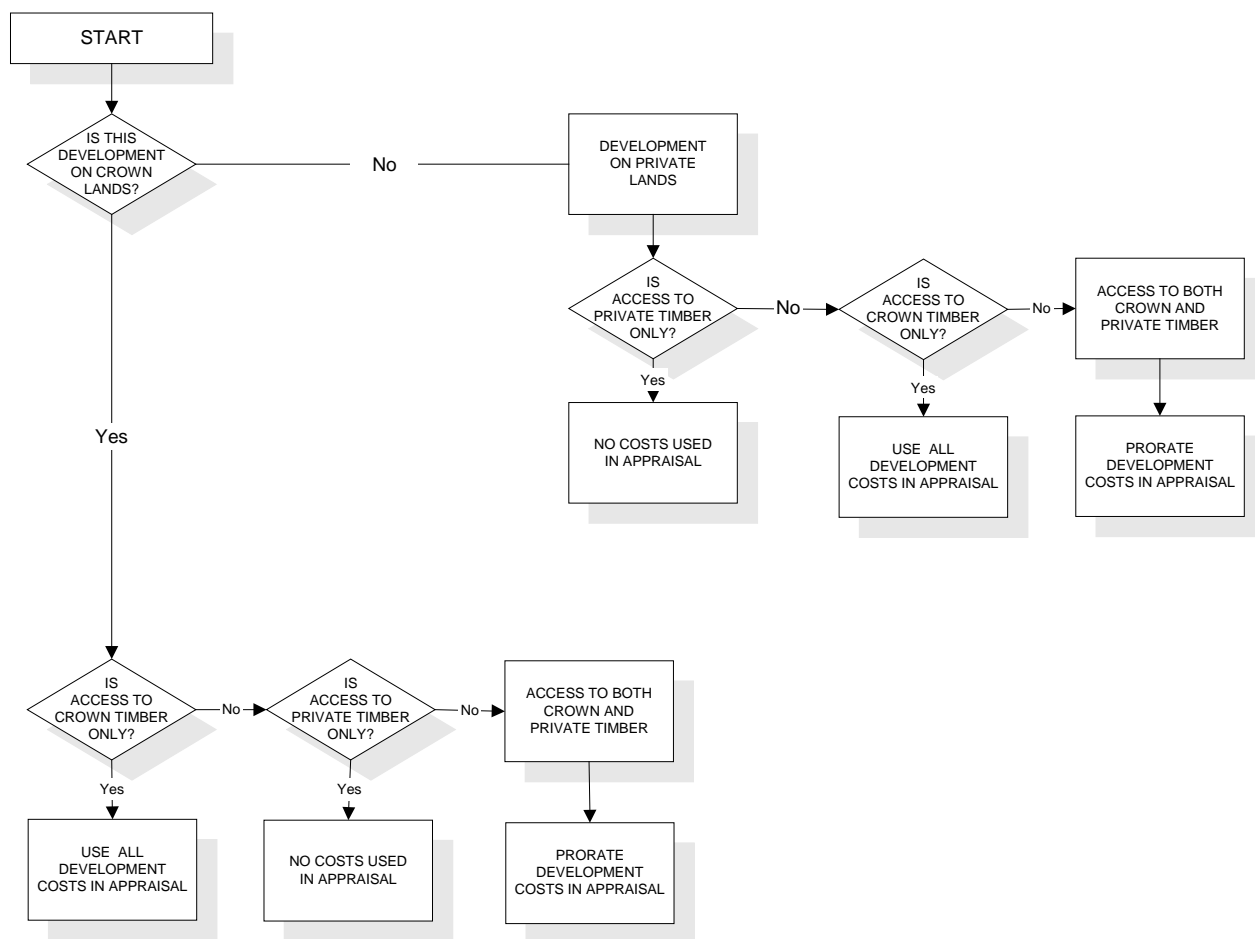 START
IS THIS
DEVELOPMENT
ON CROWN
LANDS?
No
DEVELOPMENT
ON PRIVATE
LANDS
IS
ACCESS TO
PRIVATE TIMBER
ONLY?
No
IS
ACCESS TO
CROWN TIMBER
ONLY?
No
ACCESS TO BOTH
CROWN AND
PRIVATE TIMBER
Yes
Yes
NO COSTS USED
IN APPRAISAL
USE ALL
DEVELOPMENT
COSTS IN APPRAISAL
PRORATE
DEVELOPMENT
COSTS IN APPRAISAL
Yes
IS
ACCESS TO
CROWN TIMBER
ONLY?
No
IS
ACCESS TO
PRIVATE TIMBER
ONLY?
No
ACCESS TO BOTH
CROWN AND
PRIVATE TIMBER
Yes
Yes
USE ALL
DEVELOPMENT
COSTS IN APPRAISAL
NO COSTS USED
IN APPRAISAL
PRORATE
DEVELOPMENT
COSTS IN APPRAISAL